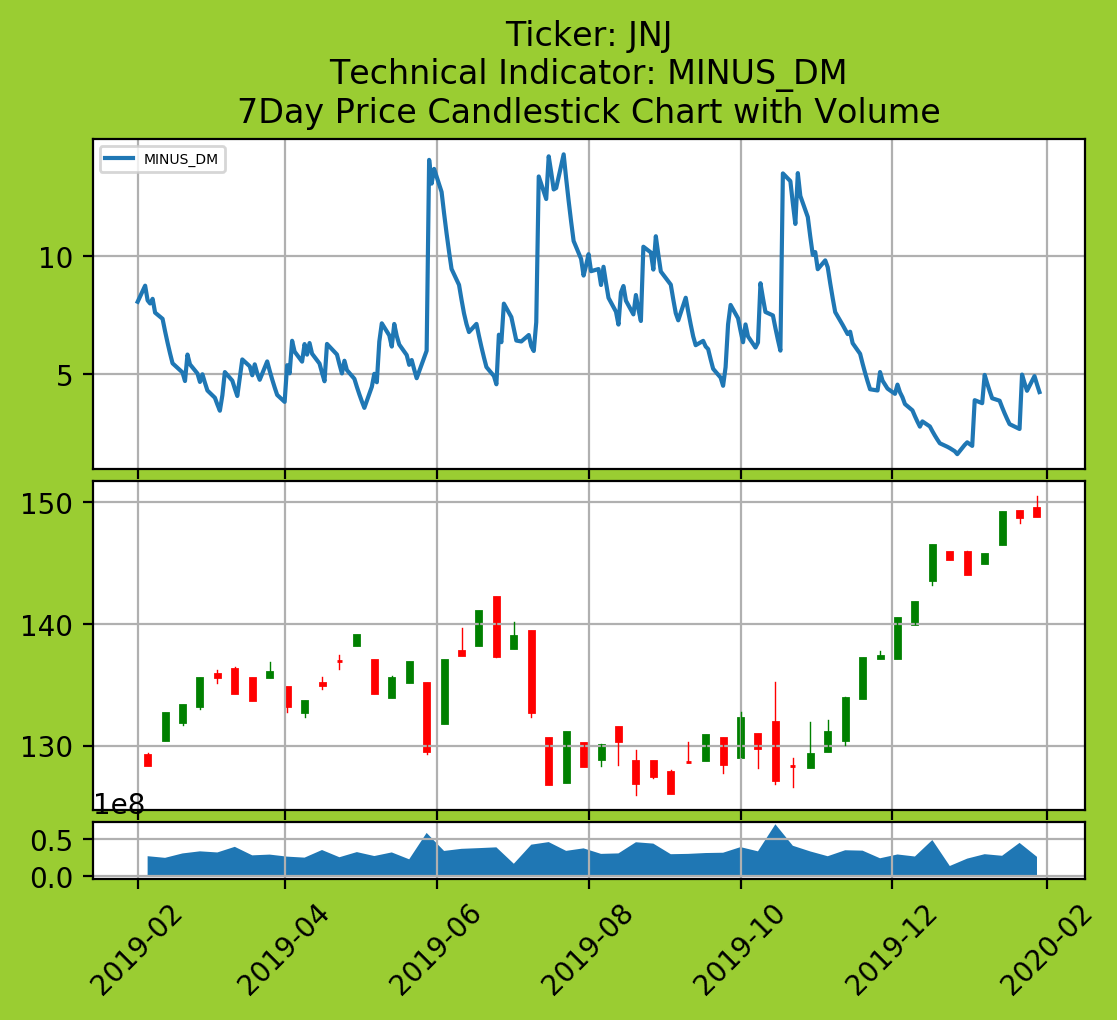 Ticker: JNJ
Technical Indicator: MINUS_DM
7Day Price Candlestick Chart with Volume
MINUS_DM
10
5
150
140
130
1e8
0.5
0.0
2019-02
2019-04
2019-06
2019-08
2019-10
2019-12
2020-02